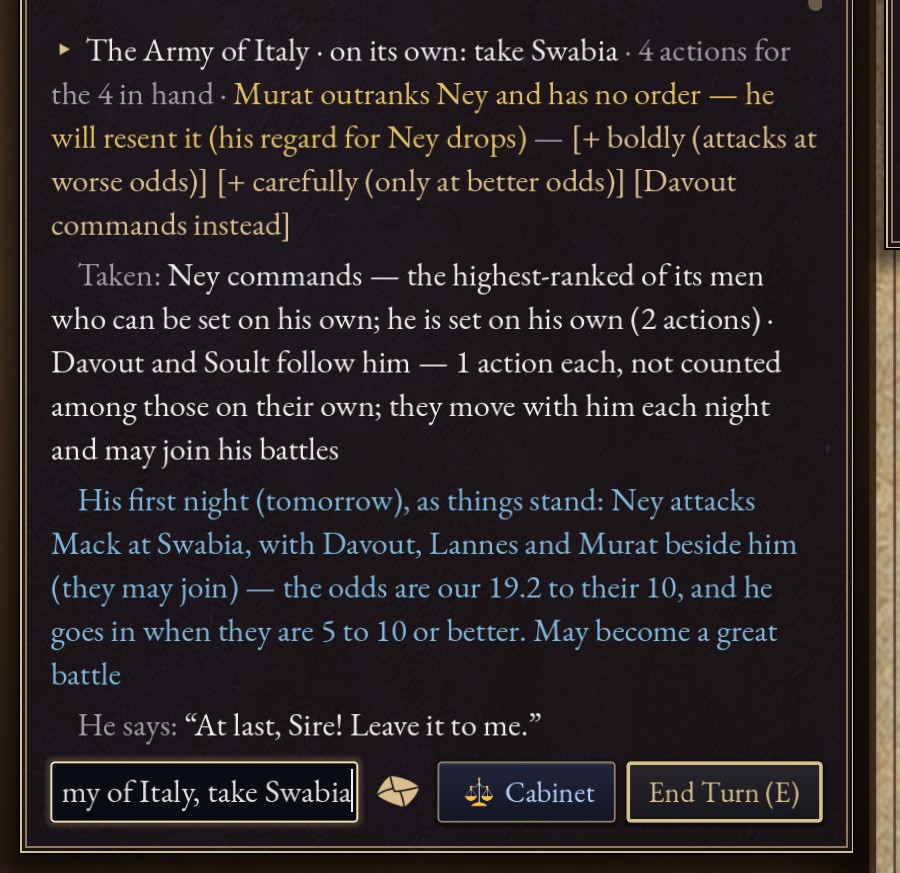 ▸ The Army of Italy · on its own: take Swabia · 4 actions for
the 4 in hand · Murat outranks Ney and has no order — he
will resent it (his regard for Ney drops) — [+ boldly (attacks at
worse odds)] [+ carefully (only at better odds)] [Davout
commands instead]
Taken: Ney commands — the highest-ranked of its men
who can be set on his own; he is set on his own (2 actions) ·
Davout and Soult follow him — 1 action each, not counted
among those on their own; they move with him each night
and may join his battles
His first night (tomorrow), as things stand: Ney attacks
Mack at Swabia, with Davout, Lannes and Murat beside him
(they may join) — the odds are our 19.2 to their 10, and he
goes in when they are 5 to 10 or better. May become a great
battle
He says: “At last, Sire! Leave it to me.”
my of Italy, take Swabia
Cabinet
End Turn (E)